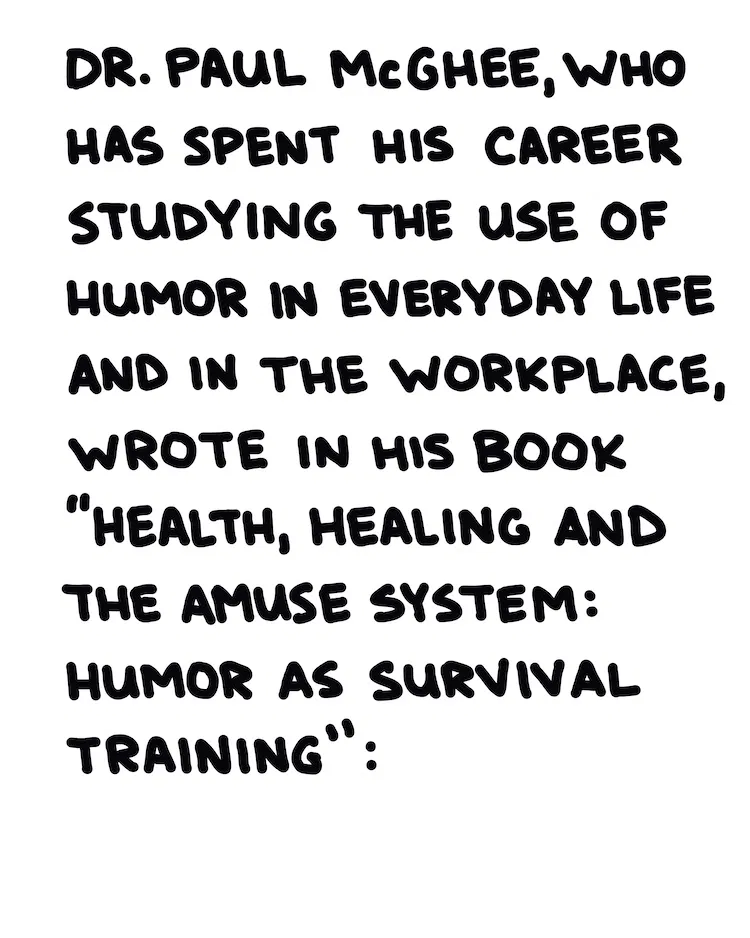 DR. PAUL McGHEE, WHO
HAS SPENT HIS CAREER
STUDYING THE USE OF
HUMOR IN EVERYDAY LIFE
AND IN THE WORKPLACE,
WROTE IN HIS BOOK
"HEALTH, HEALING AND
THE AMUSE SYSTEM:
HUMOR AS SURVIVAL
TRAINING":